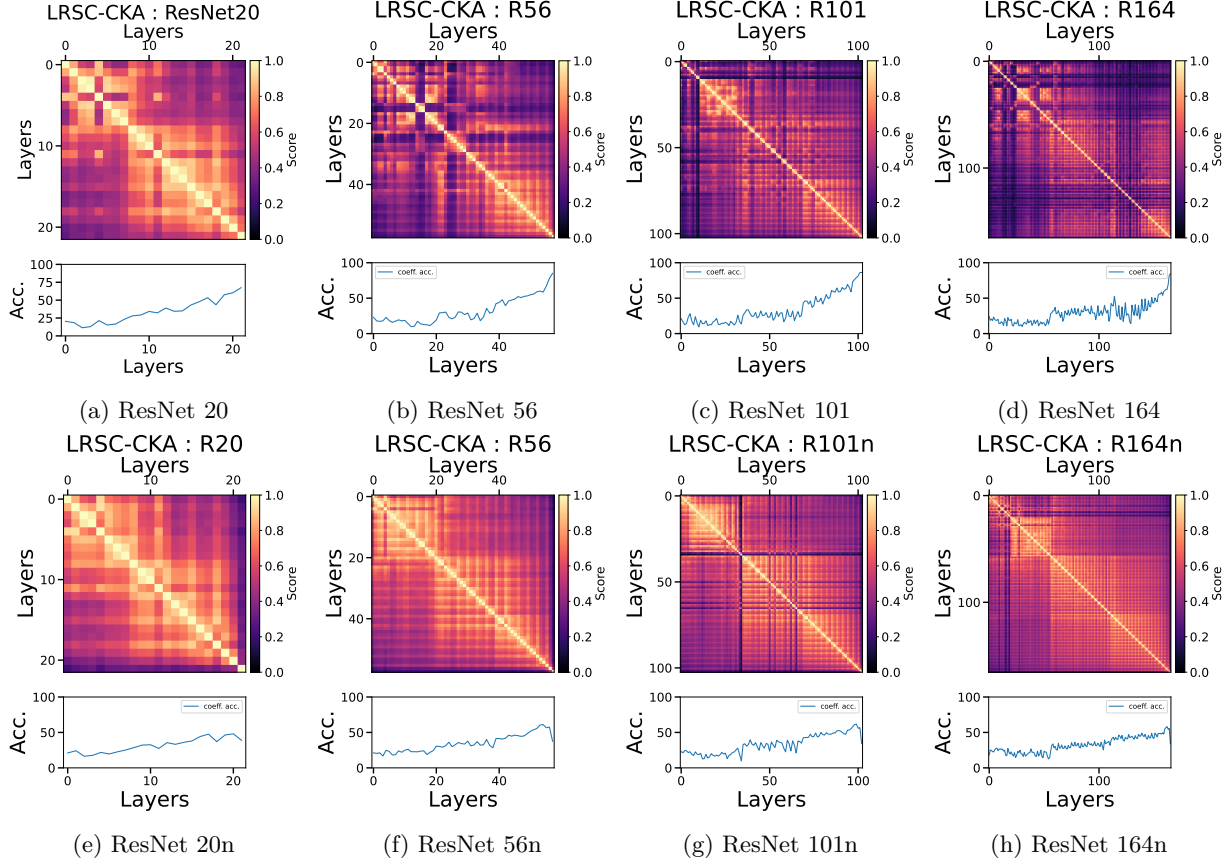 LRSC-CKA : ResNet20
Layers
0 10 20
0
10
20
Layers
1.0
0.8
0.6
0.4
0.2
0.0
Score
100
75
50
25
0
Acc.
0 10 20
Layers
(a) ResNet 20
LRSC-CKA : R56
Layers
0 20 40
0
20
40
Layers
1.0
0.8
0.6
0.4
0.2
0.0
Score
100
50
0
Acc.
coeff. acc.
0 20 40
Layers
(b) ResNet 56
LRSC-CKA : R101
Layers
0 50 100
0
50
100
Layers
1.0
0.8
0.6
0.4
0.2
0.0
Score
100
50
0
Acc.
coeff. acc.
0 50 100
Layers
(c) ResNet 101
LRSC-CKA : R164
Layers
0 100
0
100
Layers
1.0
0.8
0.6
0.4
0.2
0.0
Score
100
50
0
Acc.
coeff. acc.
0 100
Layers
(d) ResNet 164
LRSC-CKA : R20
Layers
0 10 20
0
10
20
Layers
1.0
0.8
0.6
0.4
0.2
0.0
Score
100
50
0
Acc.
coeff. acc.
0 10 20
Layers
(e) ResNet 20n
LRSC-CKA : R56
Layers
0 20 40
0
20
40
Layers
1.0
0.8
0.6
0.4
0.2
0.0
Score
100
50
0
Acc.
coeff. acc.
0 20 40
Layers
(f) ResNet 56n
LRSC-CKA : R101n
Layers
0 50 100
0
50
100
Layers
1.0
0.8
0.6
0.4
0.2
0.0
Score
100
50
0
Acc.
coeff. acc.
0 50 100
Layers
(g) ResNet 101n
LRSC-CKA : R164n
Layers
0 100
0
100
Layers
1.0
0.8
0.6
0.4
0.2
0.0
Score
100
50
0
Acc.
coeff. acc.
0 100
Layers
(h) ResNet 164n